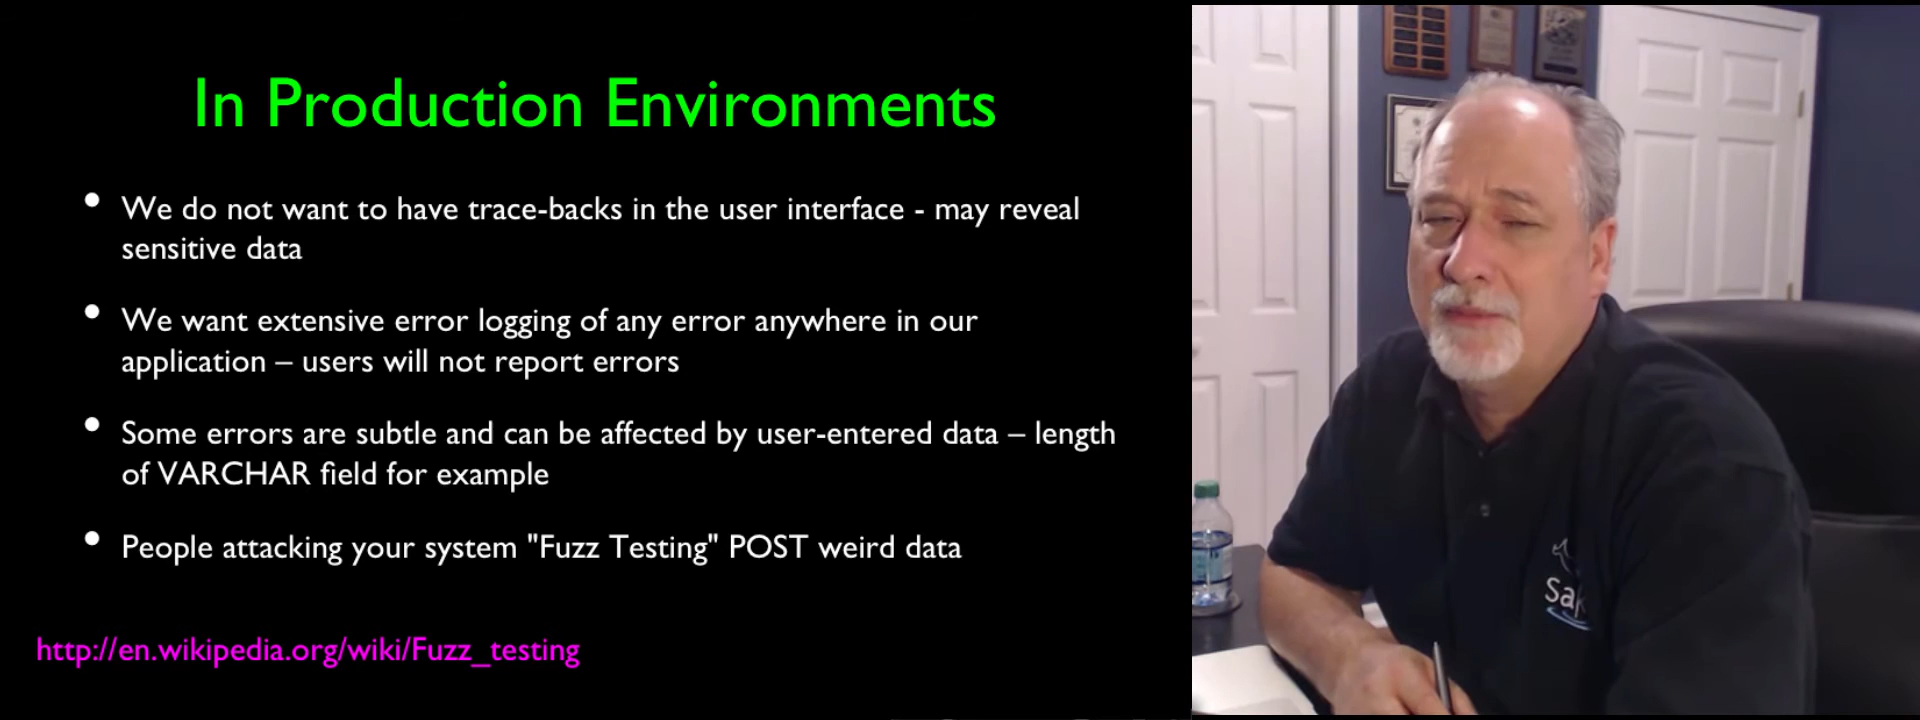 In Production Environments
• We do not want to have trace-backs in the user interface - may reveal
sensitive data
• We want extensive error logging of any error anywhere in our
application – users will not report errors
• Some errors are subtle and can be affected by user-entered data – length
of VARCHAR field for example
• People attacking your system "Fuzz Testing" POST weird data
http://en.wikipedia.org/wiki/Fuzz_testing